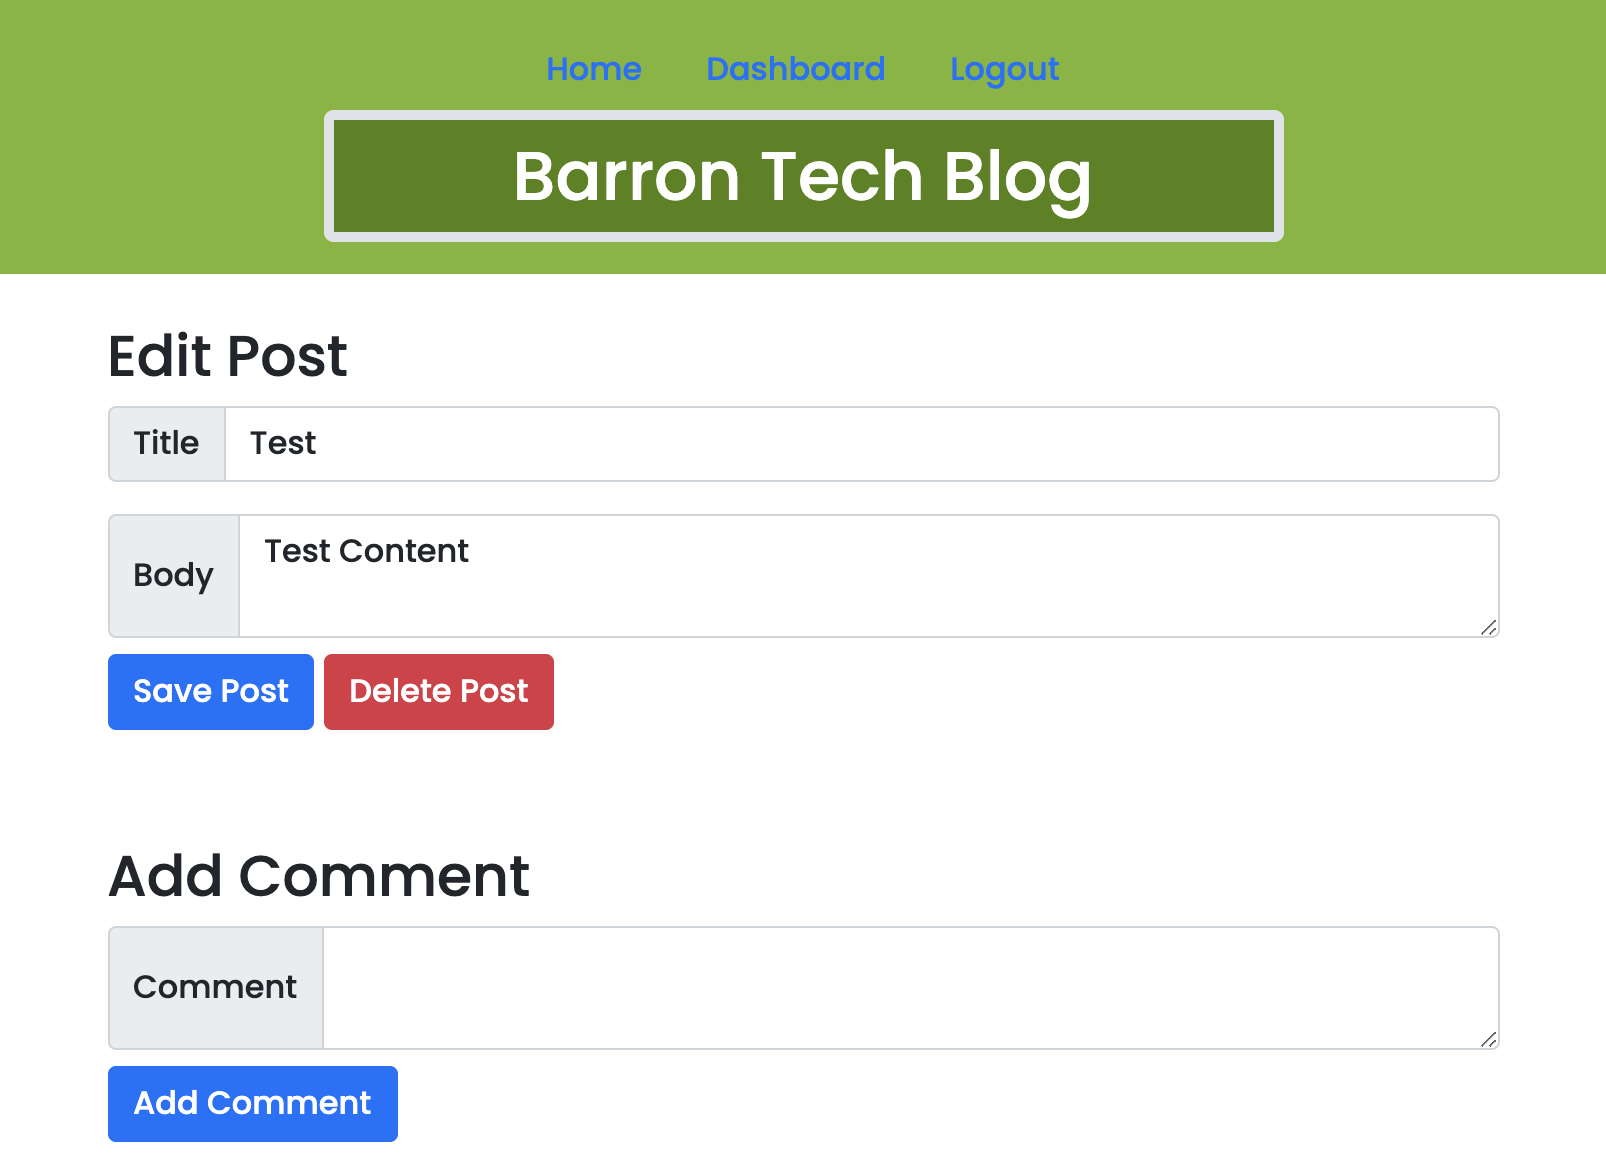 Home Dashboard Logout
Barron Tech Blog
Edit Post
Title Test
Body Test Content
Save Post Delete Post
Add Comment
Comment
Add Comment